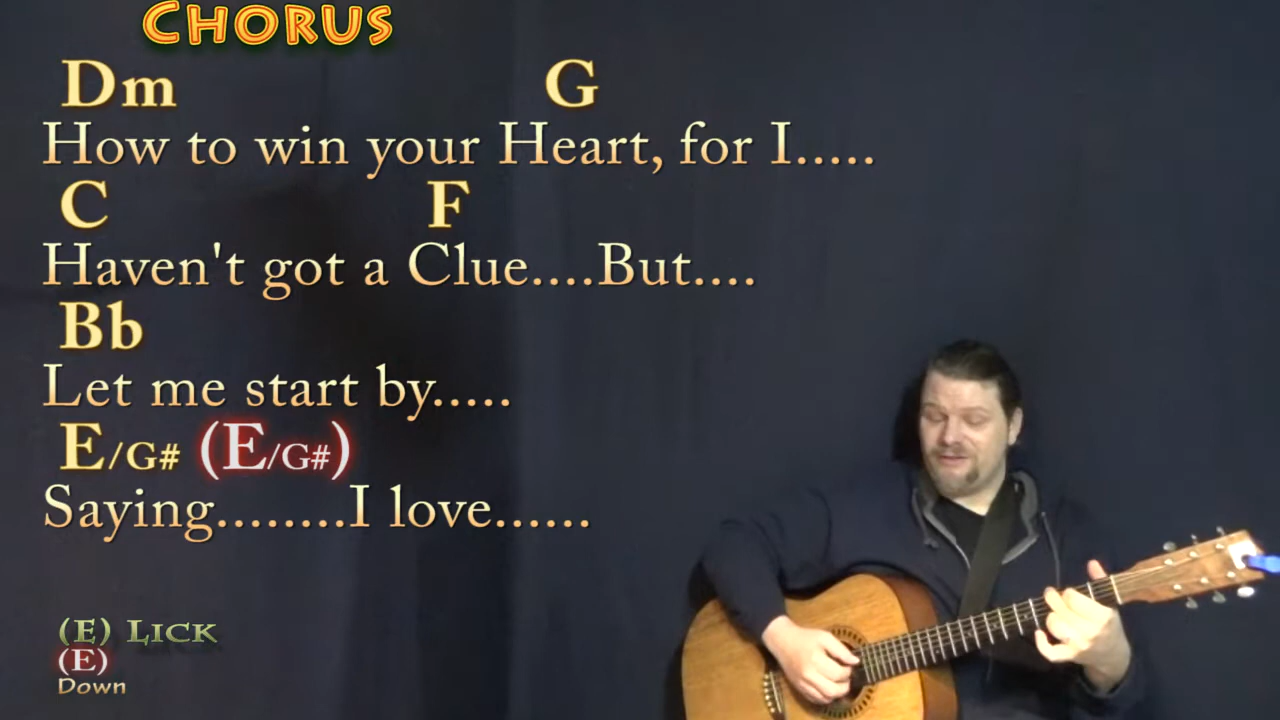 CHORUS
Dm G
How to win your Heart, for I.....
C F
Haven't got a Clue....But....
Bb
Let me start by.....
E/G# (E/G#)
Saying........I love......
(E) LICK
(E)
Down